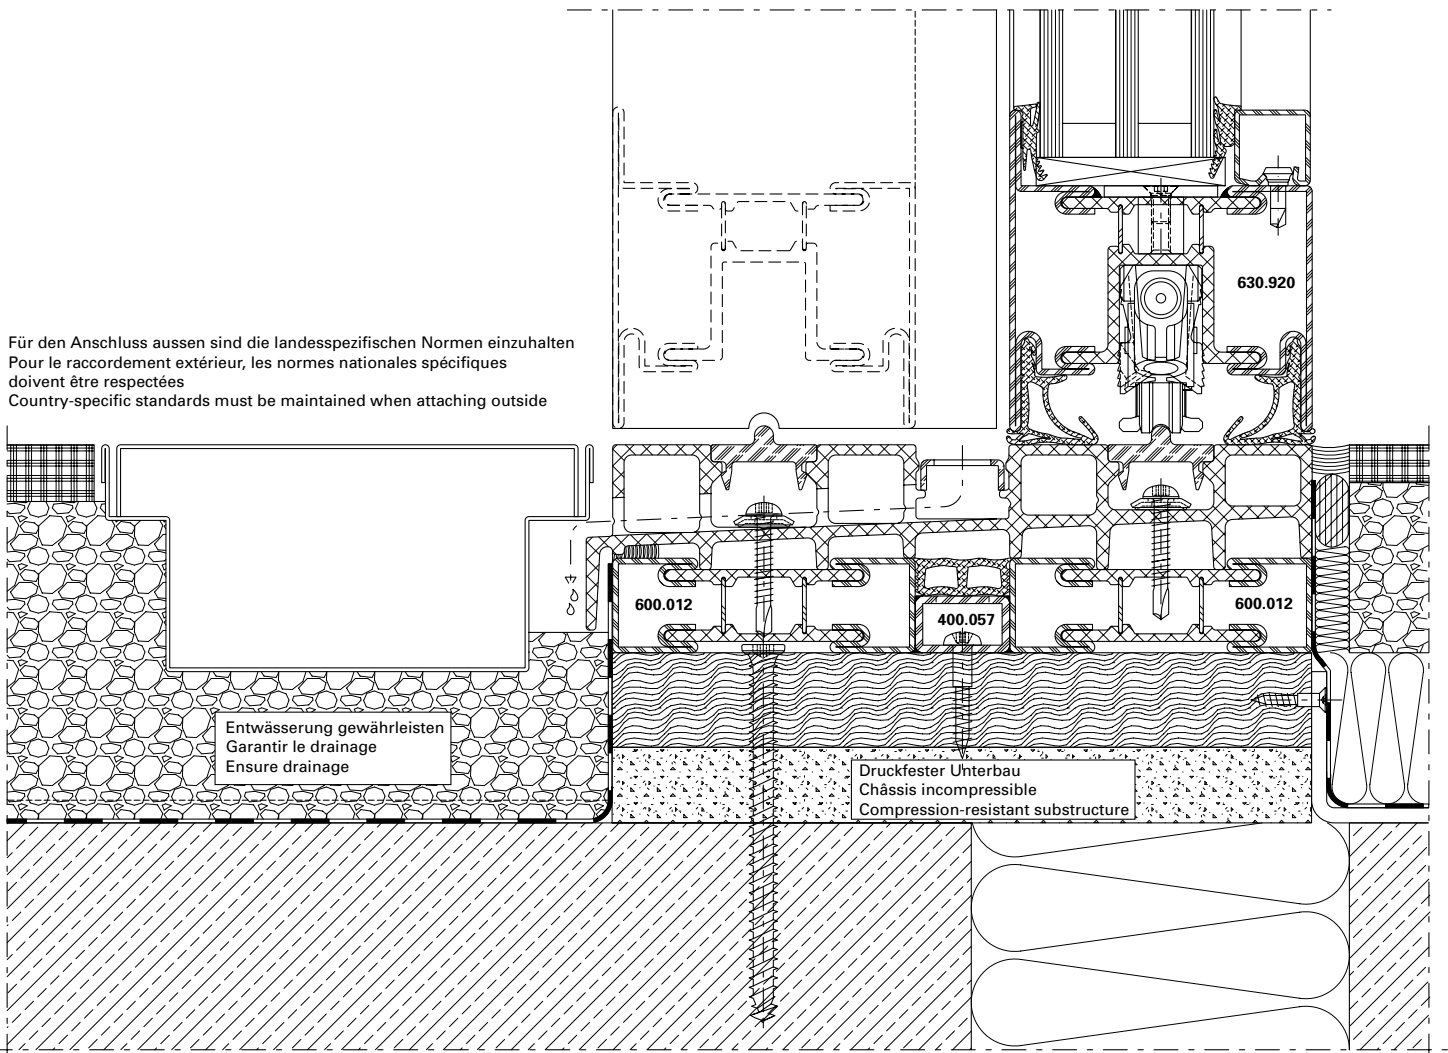 630.920
Für den Anschluss aussen sind die landesspezifischen Normen einzuhalten
Pour le raccordement extérieur, les normes nationales spécifiques
doivent être respectées
Country-specific standards must be maintained when attaching outside
600.012
400.057
600.012
Entwässerung gewährleisten
Garantir le drainage
Ensure drainage
Druckfester Unterbau
Châssis incompressible
Compression-resistant substructure